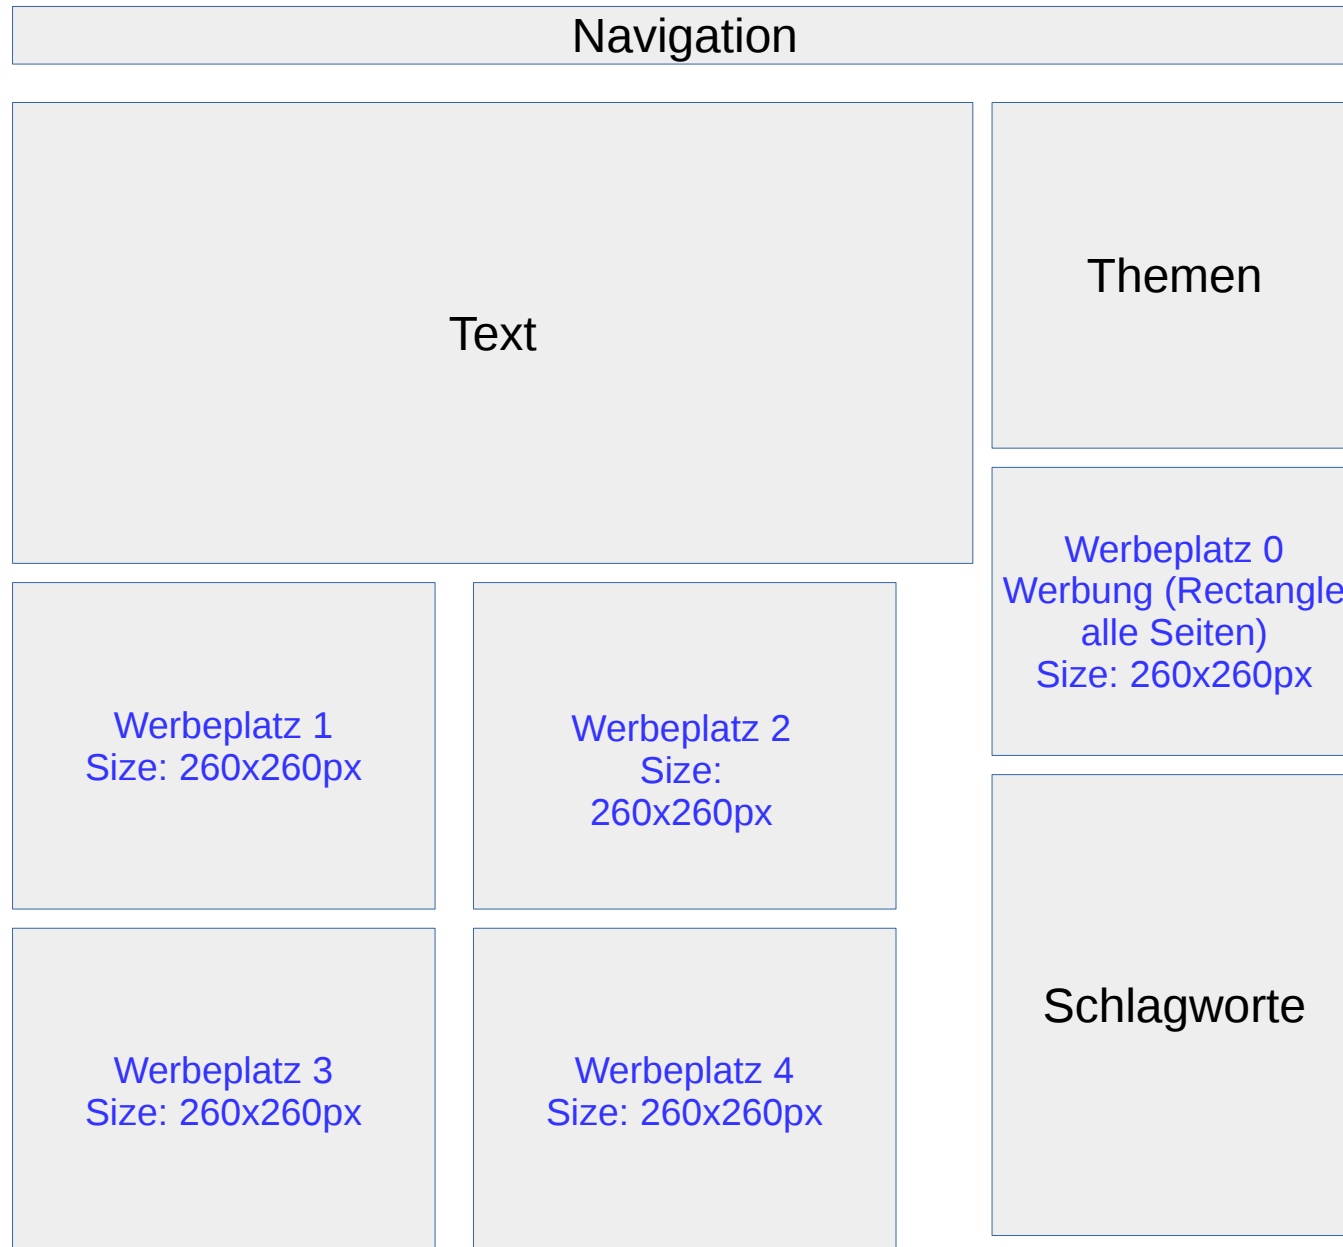 Navigation
Text
Themen
Werbeplatz 0
Werbung (Rectangle
alle Seiten)
Size: 260x260px
Werbeplatz 1
Size: 260x260px
Werbeplatz 2
Size:
260x260px
Werbeplatz 3
Size: 260x260px
Werbeplatz 4
Size: 260x260px
Schlagworte